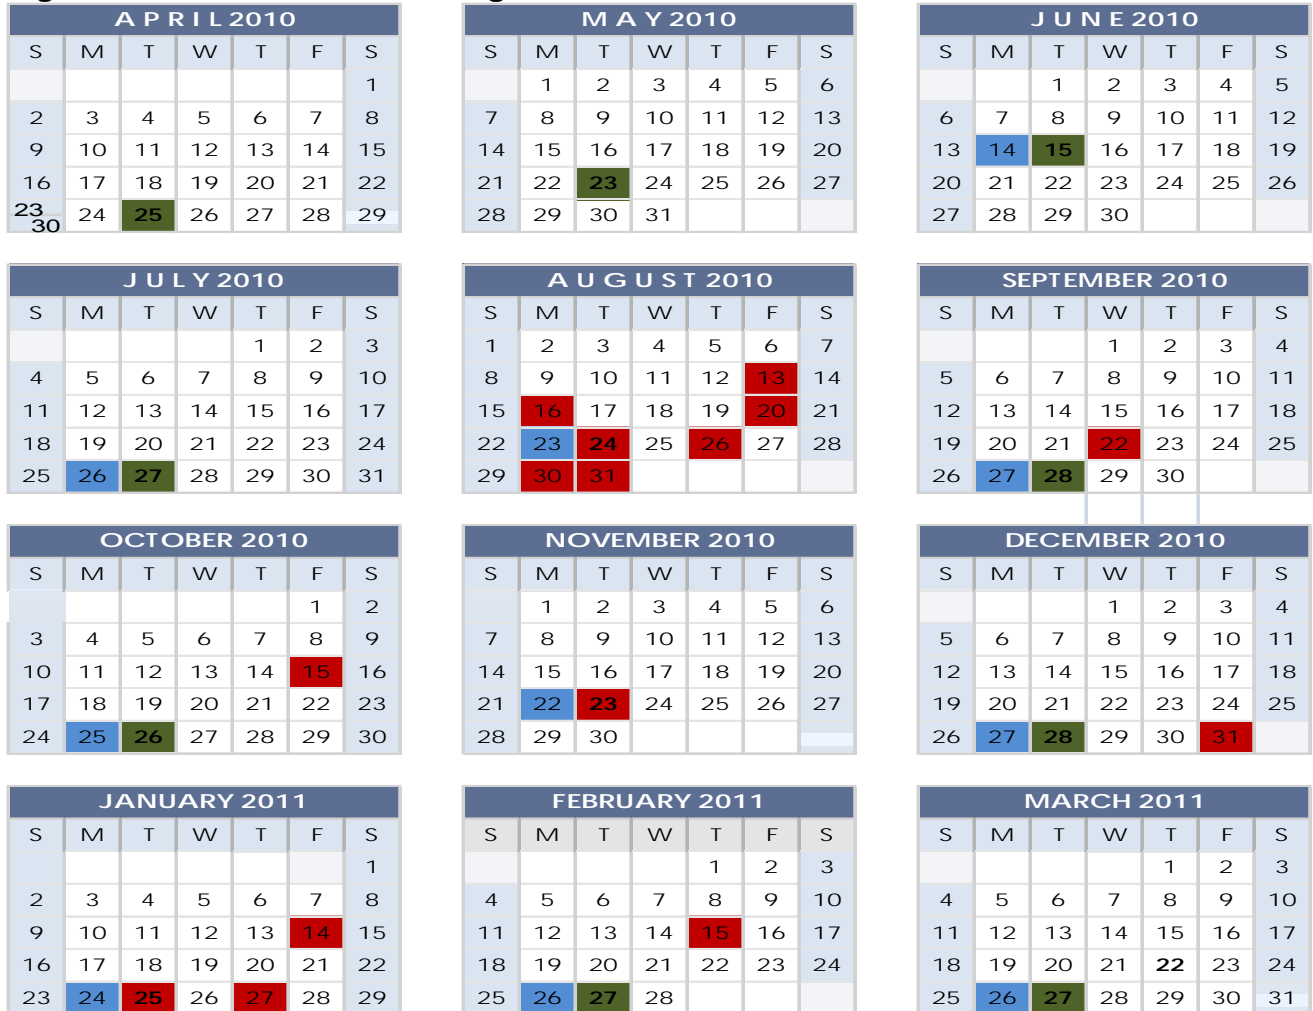 A P R I L 2010 M A Y 2010 J U N E 2010
S M T W T F S S M T W T F S S M T W T F S
1 1 2 3 4 5 6 1 2 3 4 5
2 3 4 5 6 7 8 7 8 9 10 11 12 13 6 7 8 9 10 11 12
9 10 11 12 13 14 15 14 15 16 17 18 19 20 13 14 15 16 17 18 19
16 17 18 19 20 21 22 21 22 23 24 25 26 27 20 21 22 23 24 25 26
23 30 24 25 26 27 28 29 28 29 30 31 27 28 29 30
J U L Y 2010 A U G U S T 2010 SEPTEMBER 2010
S M T W T F S S M T W T F S S M T W T F S
1 2 3 1 2 3 4 5 6 7 1 2 3 4
4 5 6 7 8 9 10 8 9 10 11 12 13 14 5 6 7 8 9 10 11
11 12 13 14 15 16 17 15 16 17 18 19 20 21 12 13 14 15 16 17 18
18 19 20 21 22 23 24 22 23 24 25 26 27 28 19 20 21 22 23 24 25
25 26 27 28 29 30 31 29 30 31 26 27 28 29 30
OCTOBER 2010 NOVEMBER 2010 DECEMBER 2010
S M T W T F S S M T W T F S S M T W T F S
1 2 1 2 3 4 5 6 1 2 3 4
3 4 5 6 7 8 9 7 8 9 10 11 12 13 5 6 7 8 9 10 11
10 11 12 13 14 15 16 14 15 16 17 18 19 20 12 13 14 15 16 17 18
17 18 19 20 21 22 23 21 22 23 24 25 26 27 19 20 21 22 23 24 25
24 25 26 27 28 29 30 28 29 30 26 27 28 29 30 31
JANUARY 2011 FEBRUARY 2011 MARCH 2011
S M T W T F S S M T W T F S S M T W T F S
1 1 2 3 1 2 3
2 3 4 5 6 7 8 4 5 6 7 8 9 10 4 5 6 7 8 9 10
9 10 11 12 13 14 15 11 12 13 14 15 16 17 11 12 13 14 15 16 17
16 17 18 19 20 21 22 18 19 20 21 22 23 24 18 19 20 21 22 23 24
23 24 25 26 27 28 29 25 26 27 28 25 26 27 28 29 30 31